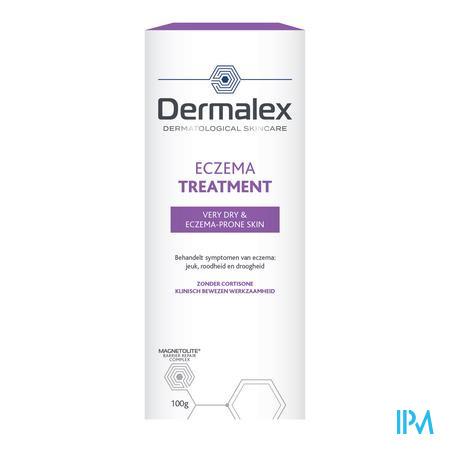 Dermalex
DERMATOLOGICAL SKINCARE
ECZEMA
TREATMENT
VERY DRY &
ECZEMA-PRONE SKIN
Behandelt symptomen van eczema:
jeuk, roodheid en droogheid
ZONDER CORTISONE
KLINISCH BEWEZEN WERKZAAMHEID
MAGNETOLITE®
BARRIER REPAIR
COMPLEX
100g
IPM